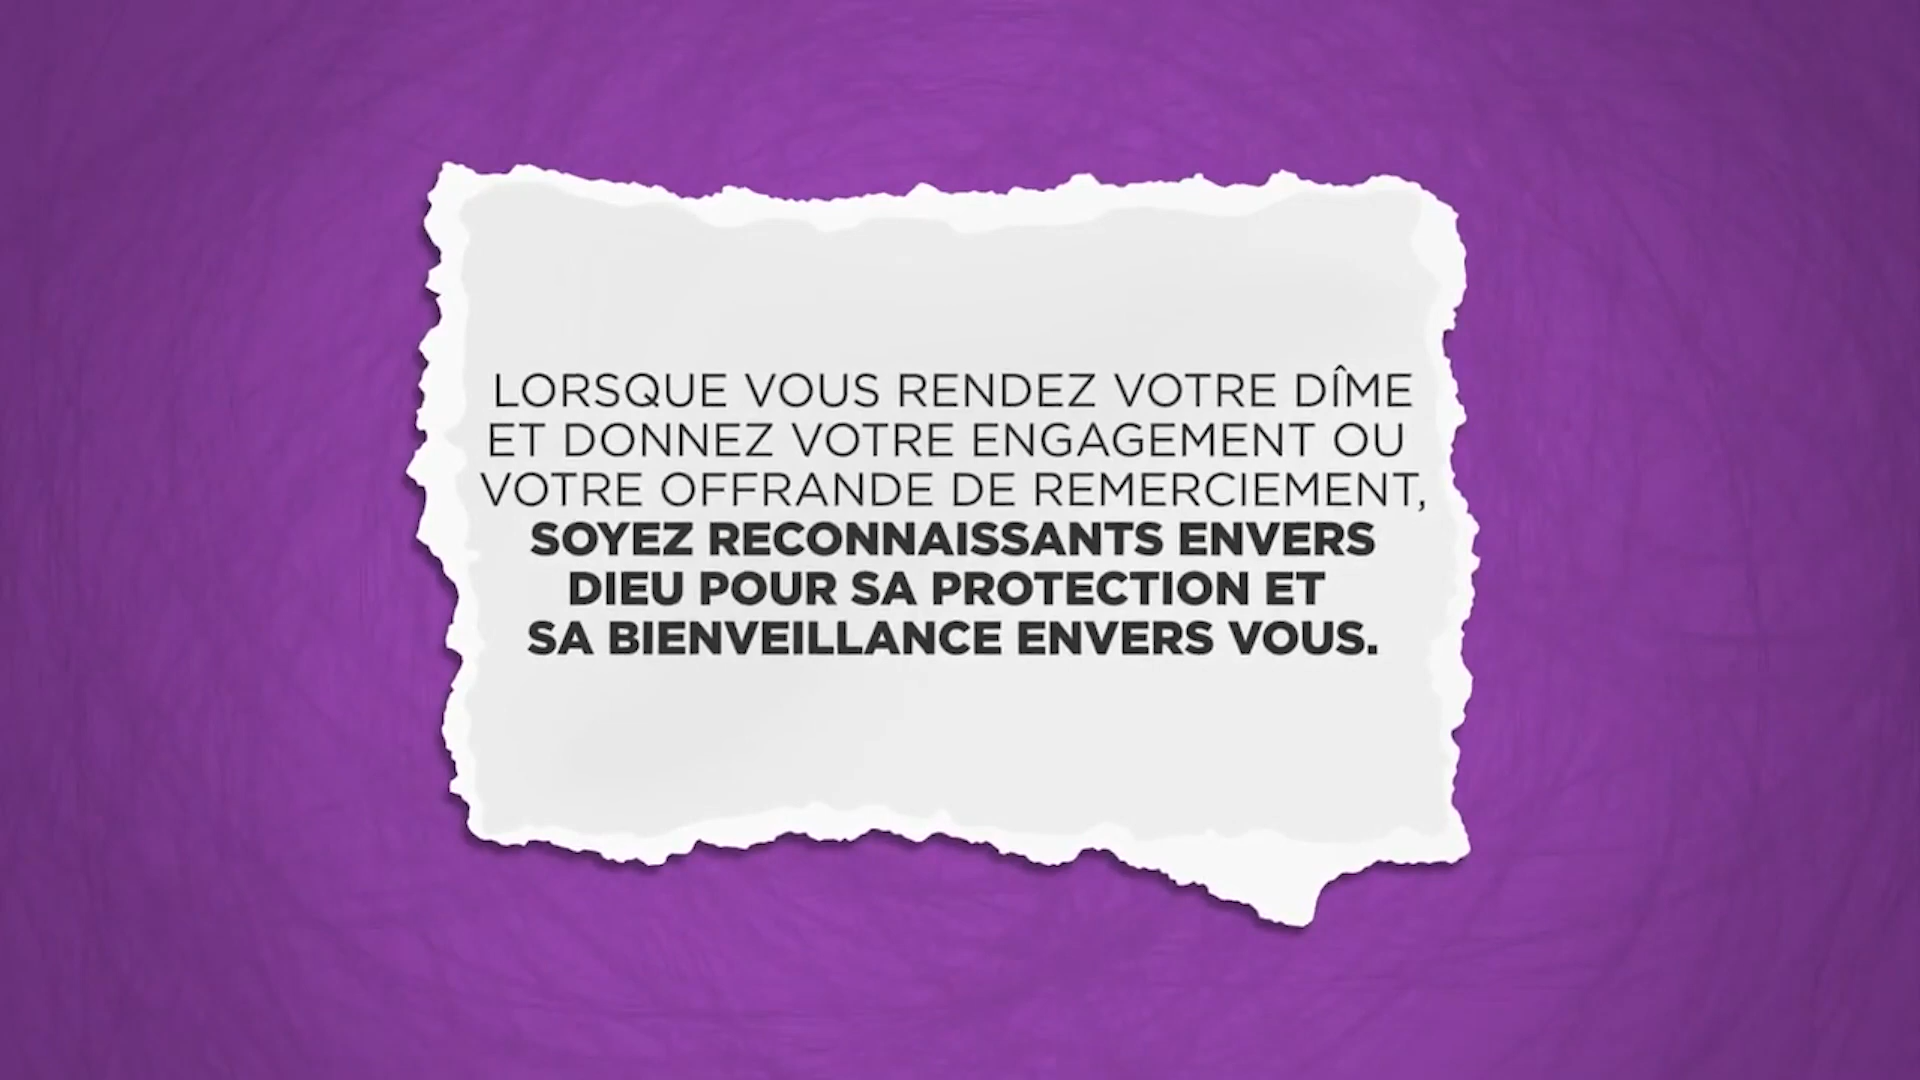 LORSQUE VOUS RENDEZ VOTRE DÎME
ET DONNEZ VOTRE ENGAGEMENT OU
VOTRE OFFRANDE DE REMERCIEMENT,
SOYEZ RECONNAISSANTS ENVERS
DIEU POUR SA PROTECTION ET
SA BIENVEILLANCE ENVERS VOUS.